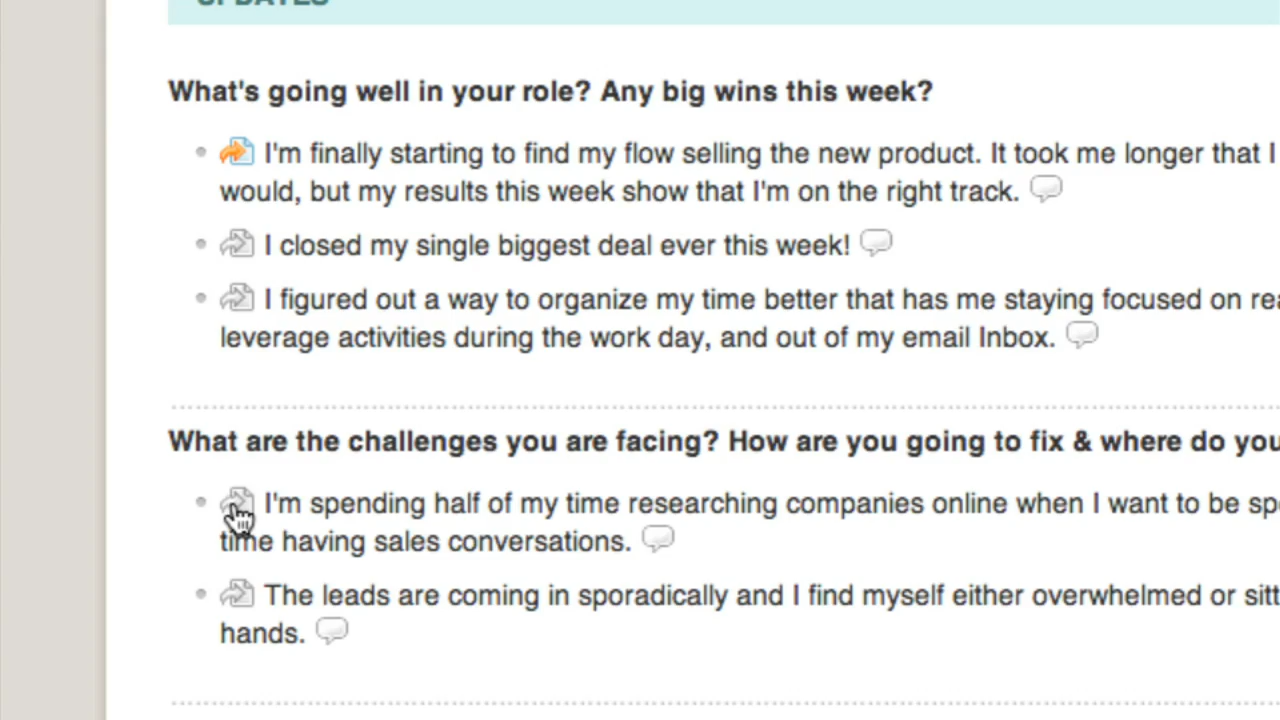 UPDATES
What's going well in your role? Any big wins this week?
I'm finally starting to find my flow selling the new product. It took me longer that I
would, but my results this week show that I'm on the right track.
I closed my single biggest deal ever this week!
I figured out a way to organize my time better that has me staying focused on
leverage activities during the work day, and out of my email Inbox.
What are the challenges you are facing? How are you going to fix & where do you
I'm spending half of my time researching companies online when I want to be
time having sales conversations.
The leads are coming in sporadically and I find myself either overwhelmed or
hands.